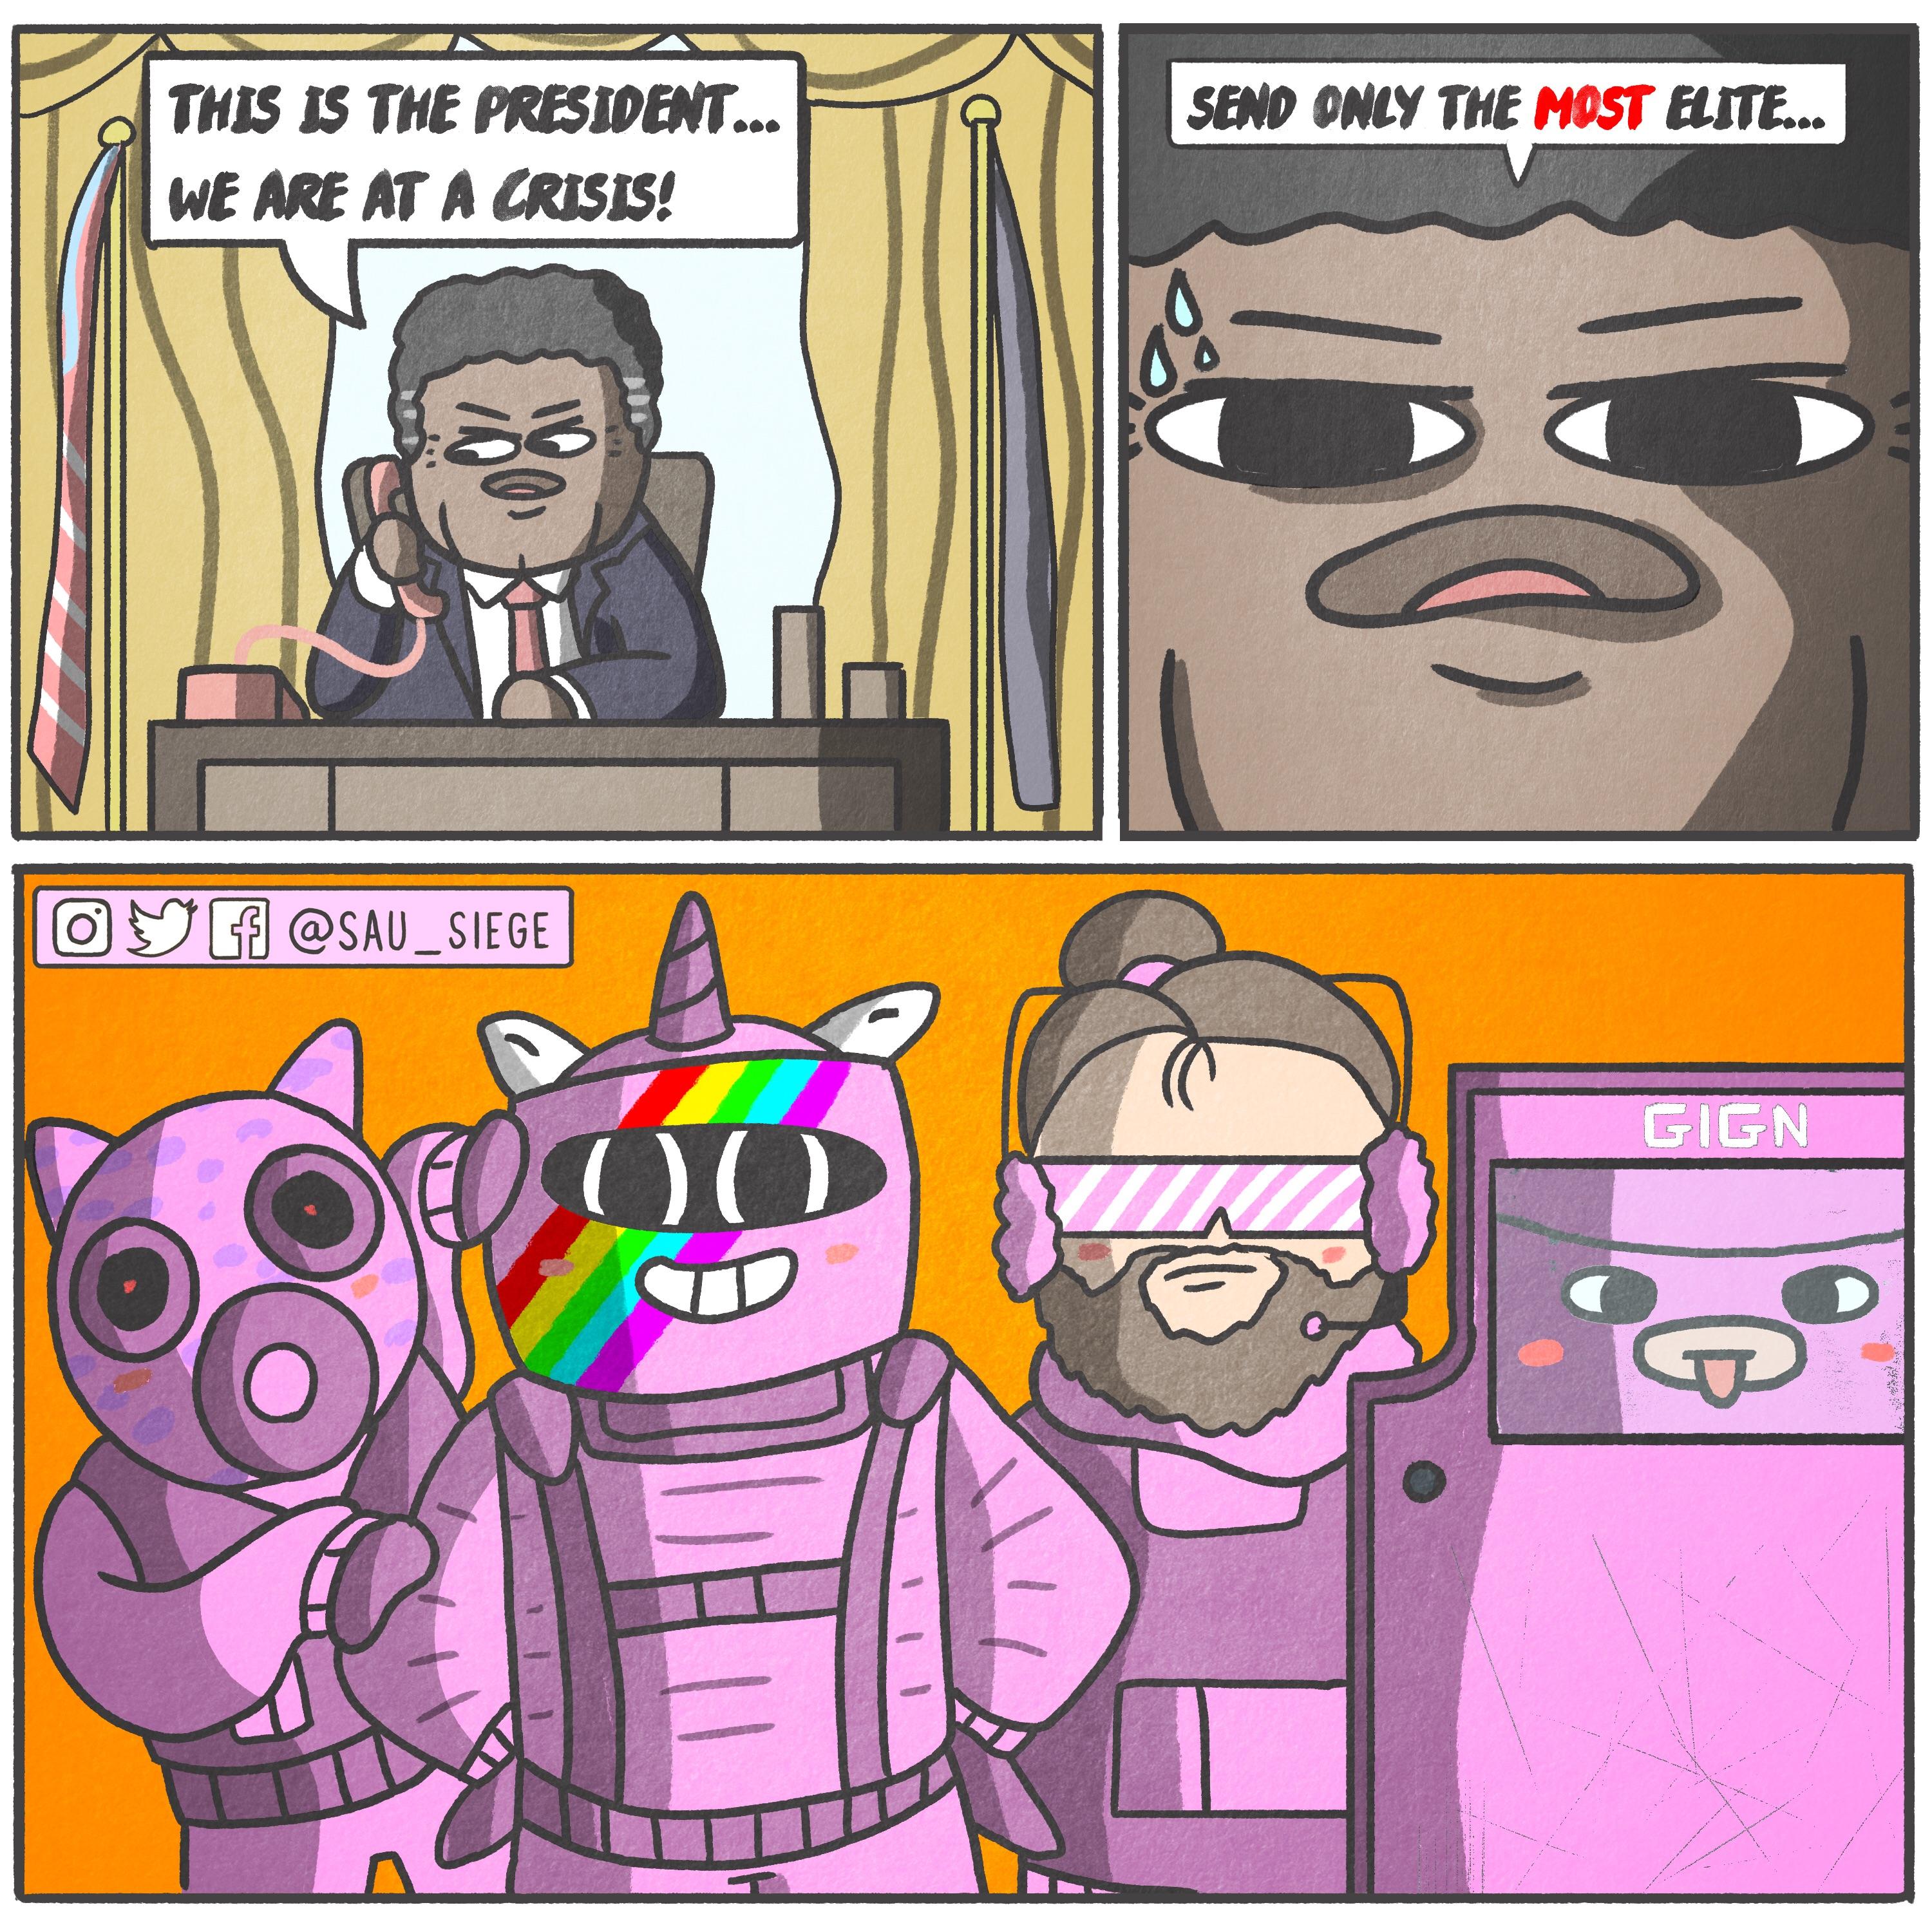 THIS IS THE PRESIDENT...
WE ARE AT A CRISIS!
SEND ONLY THE MOST ELITE...
@SAU_SIEGE
GIGN